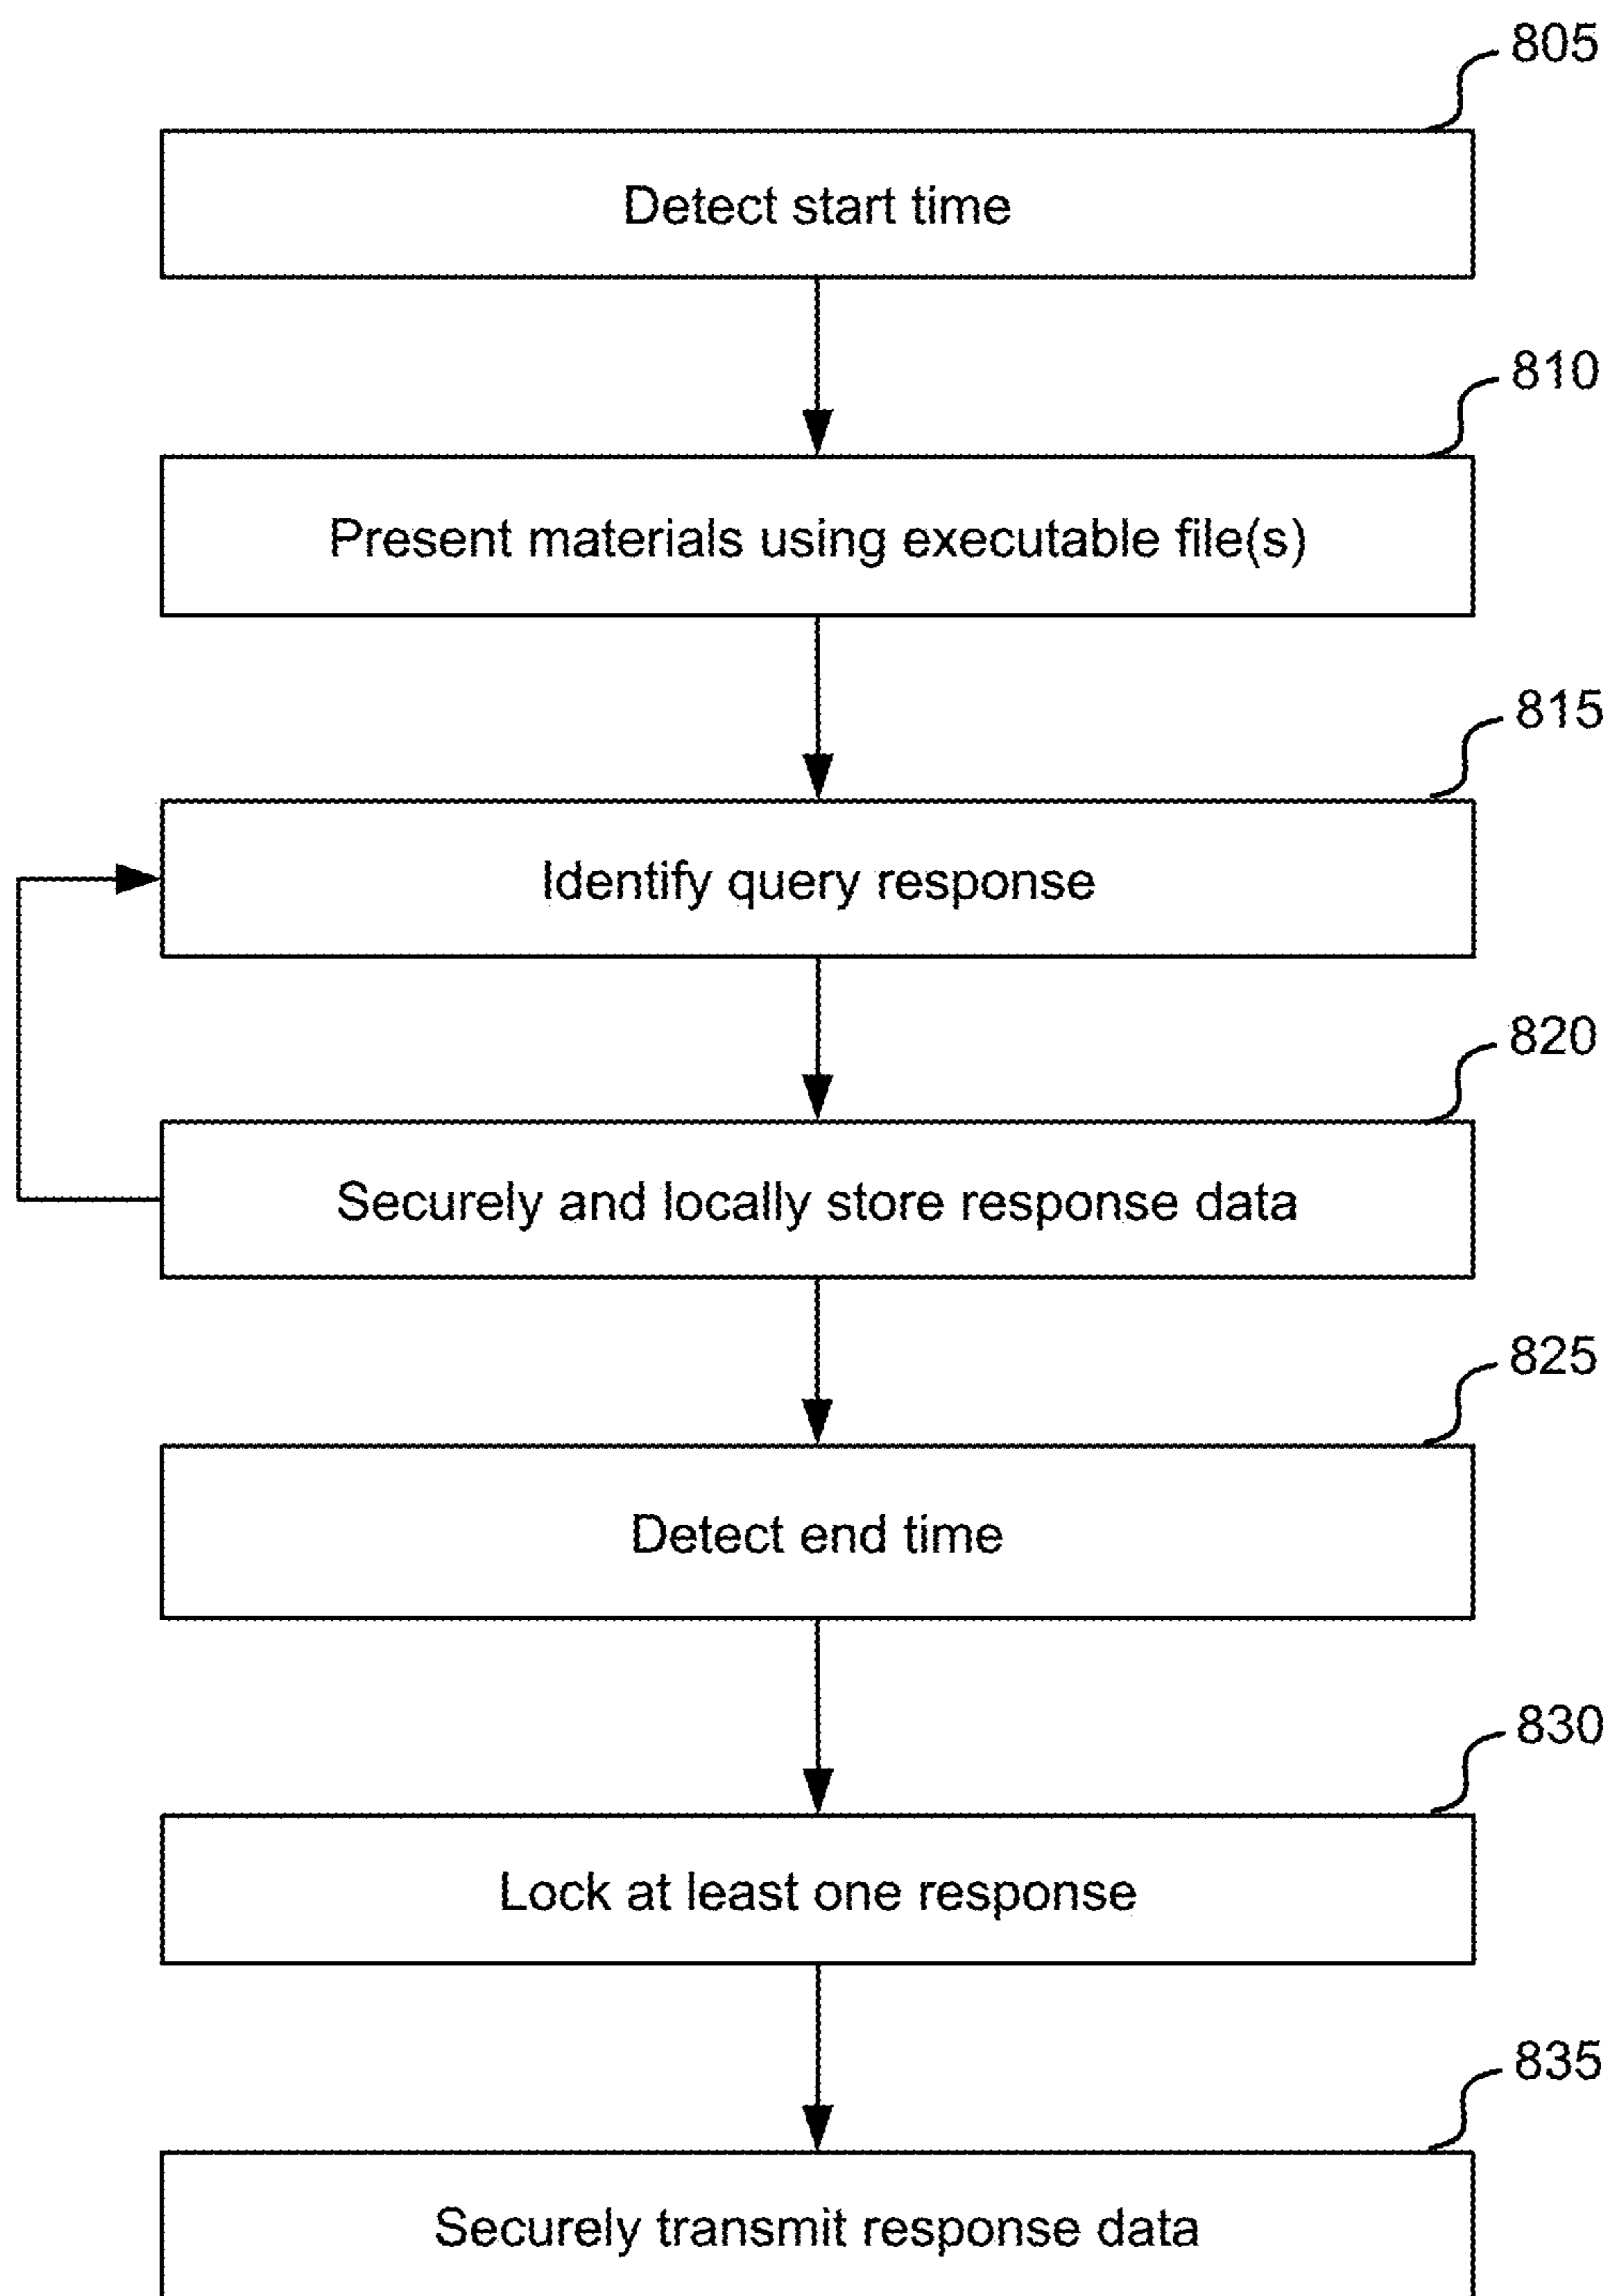 805
Detect start time
810
Present materials using executable file(s)
815
Identify query response
820
Securely and locally store response data
825
Detect end time
830
Lock at least one response
835
Securely transmit response data